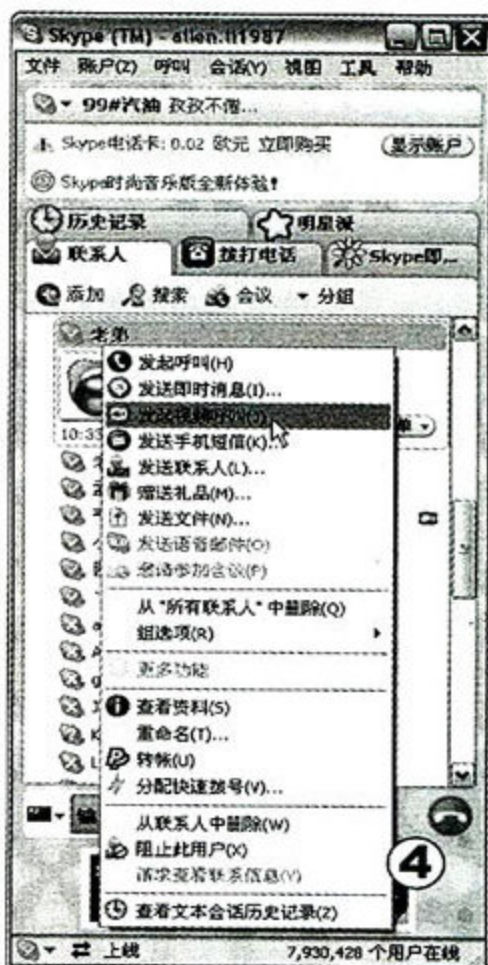 Skype (TM) - allen.li1987
文件 账户(Z) 呼叫 会话(Y) 视图 工具 帮助
99#汽油 孜孜不倦...
Skype电话卡: 0.02 欧元 立即购买 显示账户
Skype时尚音乐版全新体验!
历史记录 明星派
联系人 拨打电话 Skype即...
添加 搜索 会议 分组
老弟
发起呼叫(H)
发送即时消息(I)...
发起视频呼叫(J)
单
10:33
发送手机短信(K)...
发送联系人(L)...
赠送礼品(M)...
发送文件(N)...
发送语音邮件(O)
邀请参加会议(P)
从 "所有联系人" 中删除(Q)
组选项(R)
更多功能
查看资料(S)
重命名(T)...
转帐(U)
分配快速拨号(V)...
从联系人中删除(W)
阻止此用户(X)
请求查看联系信息(Y)
查看文本会话历史记录(Z)
4
上线 7,930,428 个用户在线